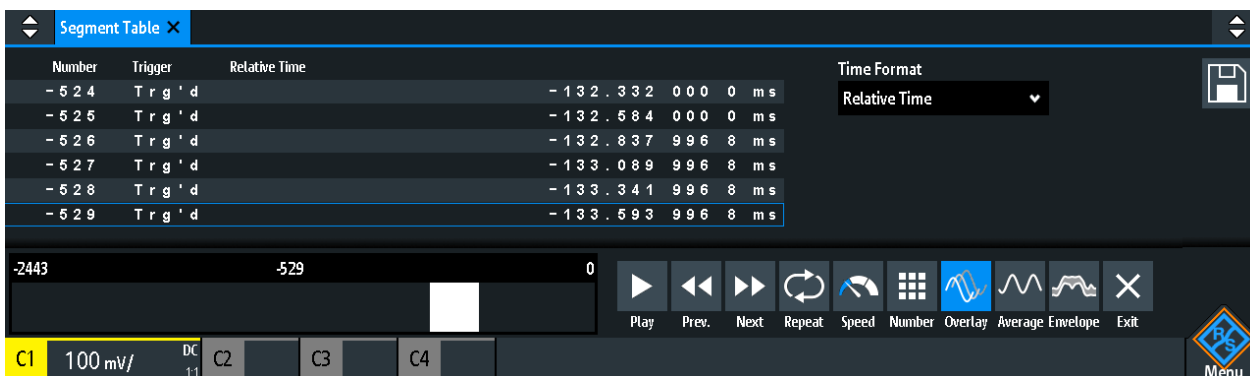 Segment Table
Number Trigger Relative Time
-524 Trg'd -132.332 000 0 ms
-525 Trg'd -132.584 000 0 ms
-526 Trg'd -132.837 996 8 ms
-527 Trg'd -133.089 996 8 ms
-528 Trg'd -133.341 996 8 ms
-529 Trg'd -133.593 996 8 ms
Time Format
Relative Time
-2443 -529 0
Play Prev. Next Repeat Speed Number Overlay Average Envelope Exit
C1 100 mV/ DC 1:1 C2 C3 C4
R&S
Menu